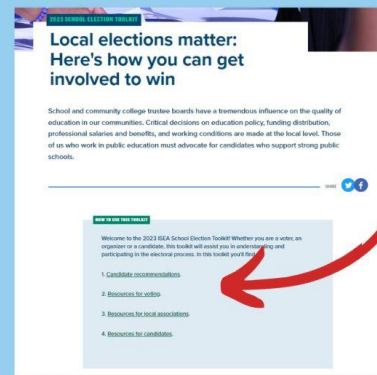 2023 SCHOOL ELECTION TOOLKIT
Local elections matter:
Here's how you can get
involved to win
School and community college trustee boards have a tremendous influence on the quality of
education in our communities. Critical decisions on education policy, funding distribution,
professional salaries and benefits, and working conditions are made at the local level. Those
of us who work in public education must advocate for candidates who support strong public
schools.
SHARE
HOW TO USE THIS TOOLKIT
Welcome to the 2023 ISEA School Election Toolkit! Whether you are a voter, an
organizer or a candidate, this toolkit will assist you in understanding and
participating in the electoral process. In this toolkit you'll find
1. Candidate recommendations.
2. Resources for voting.
3. Resources for local associations.
4. Resources for candidates.